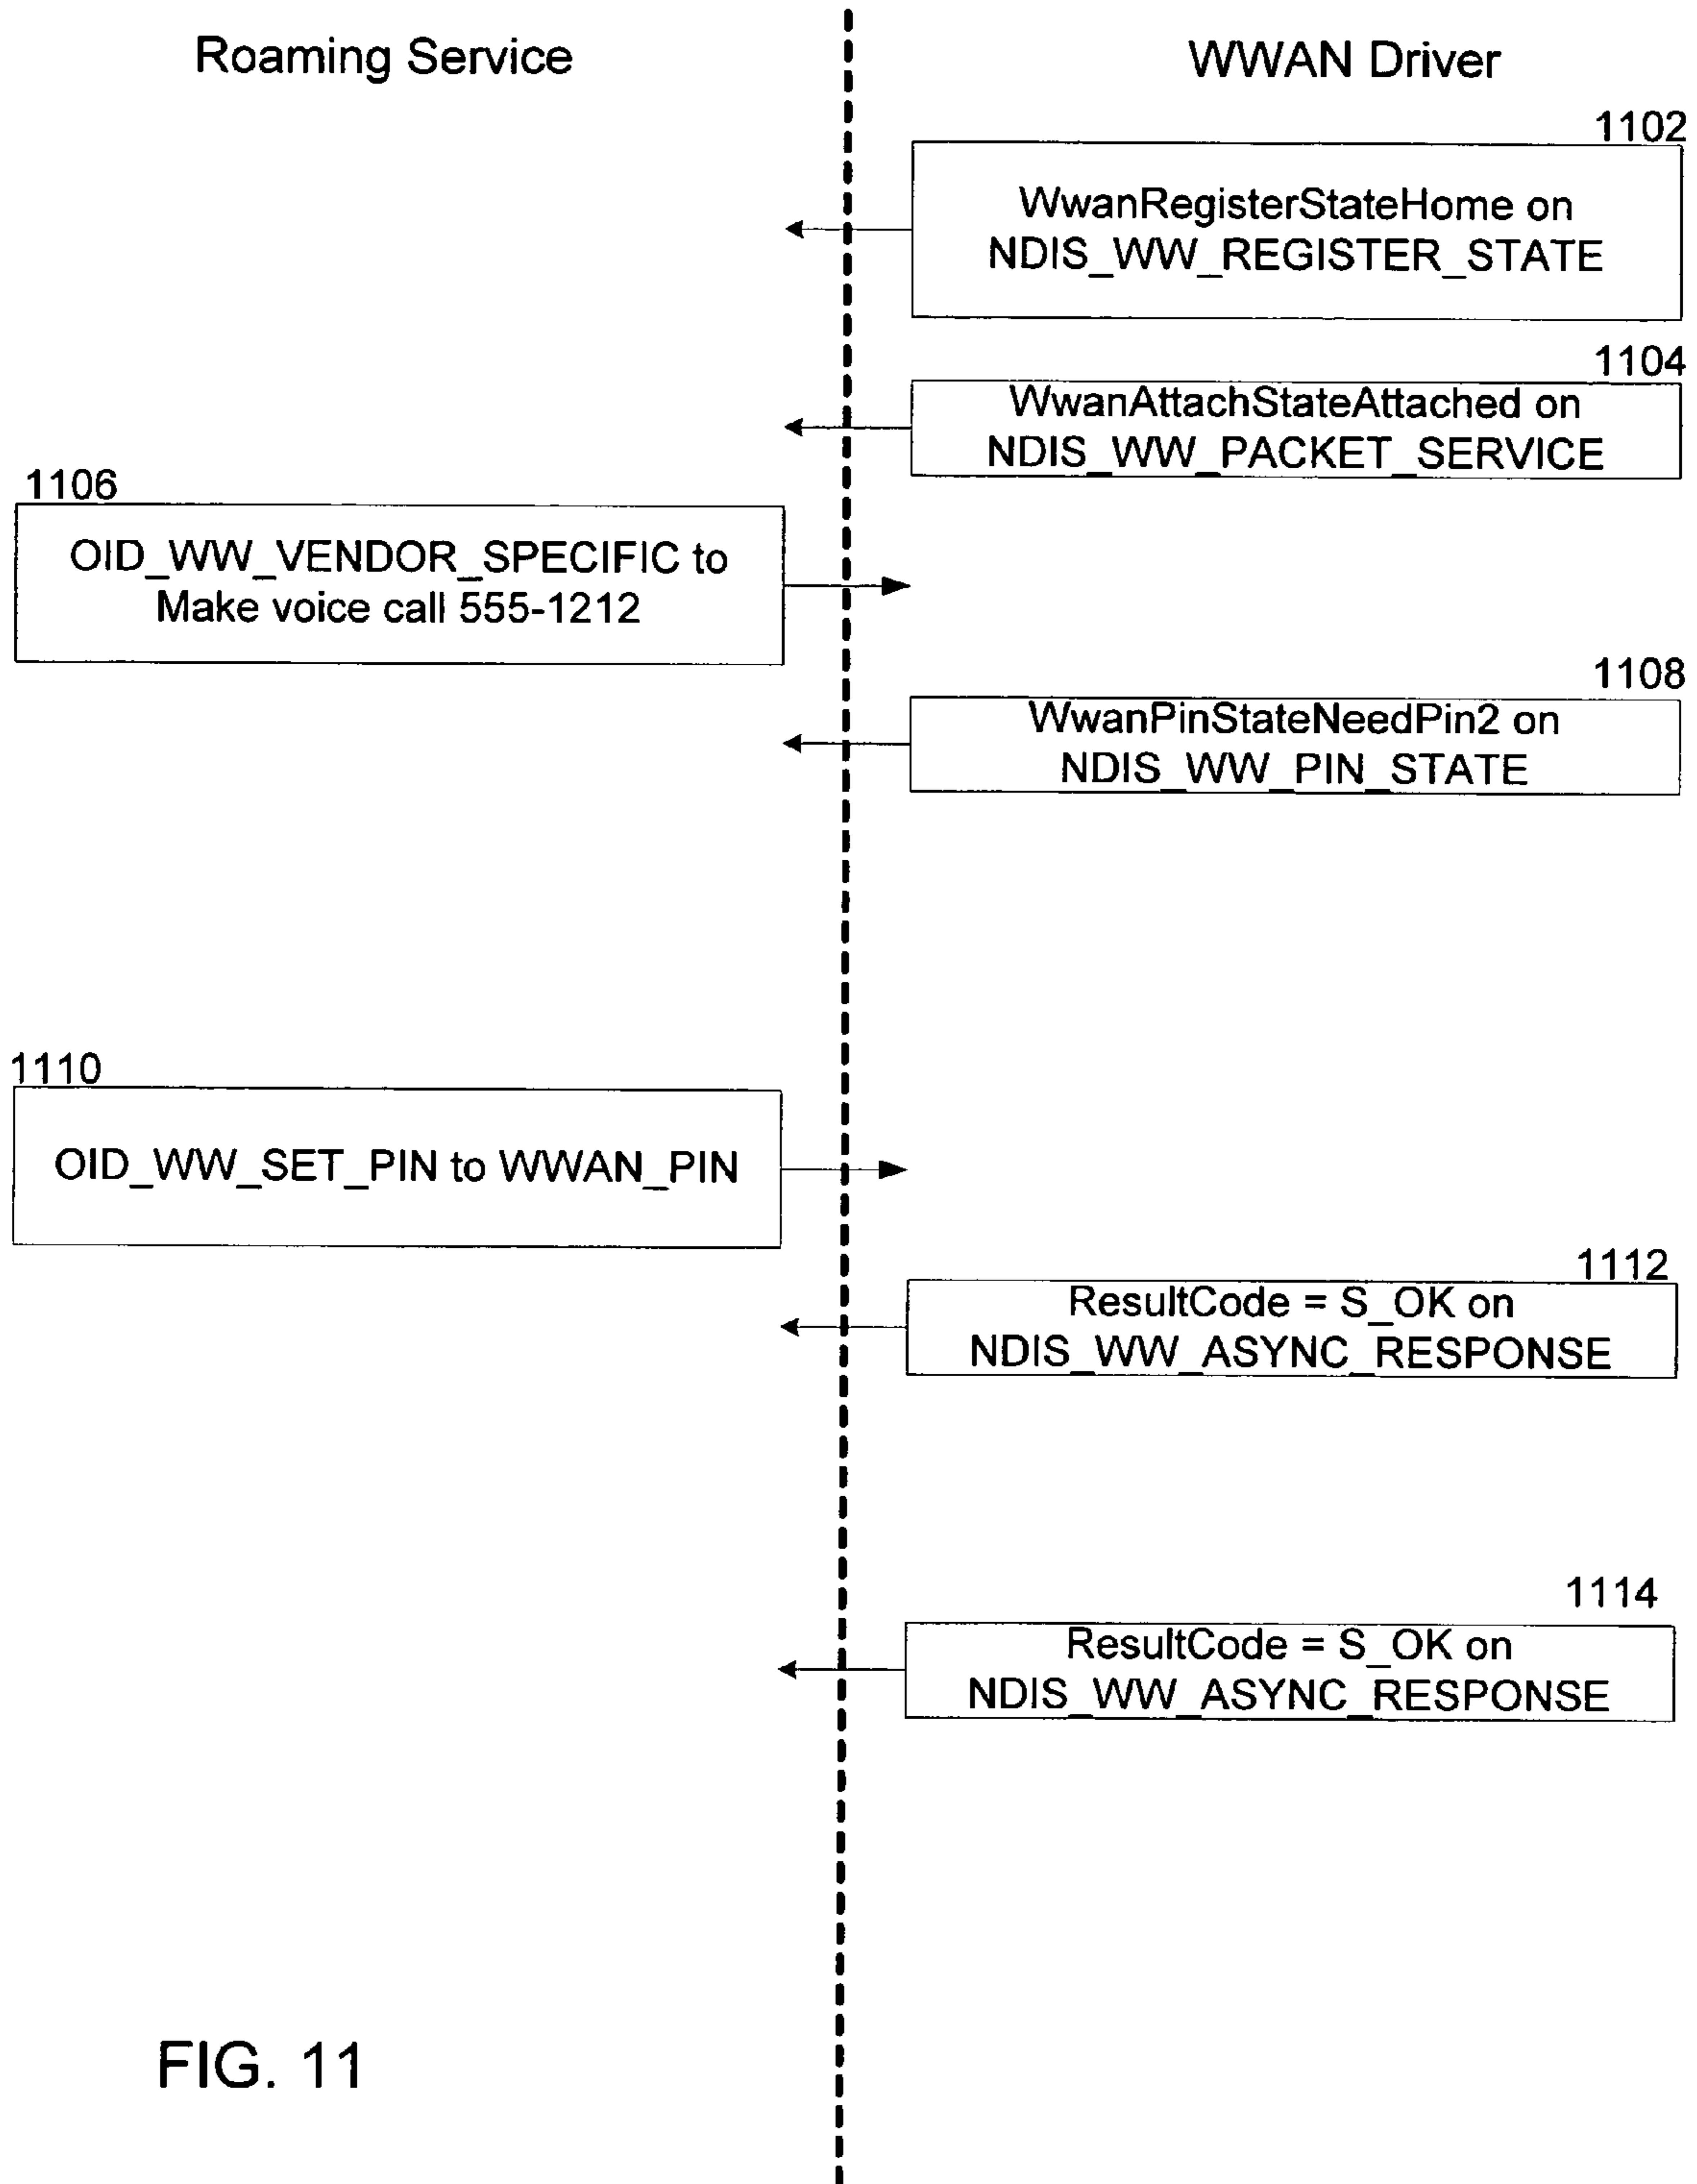 Roaming Service
WWAN Driver
1102
WwanRegisterStateHome on
NDIS_WW_REGISTER_STATE
1104
WwanAttachStateAttached on
NDIS_WW_PACKET_SERVICE
1106
OID_WW_VENDOR_SPECIFIC to
Make voice call 555-1212
1108
WwanPinStateNeedPin2 on
NDIS_WW_PIN_STATE
1110
OID_WW_SET_PIN to WWAN_PIN
1112
ResultCode = S_OK on
NDIS_WW_ASYNC_RESPONSE
1114
ResultCode = S_OK on
NDIS_WW_ASYNC_RESPONSE
FIG. 11